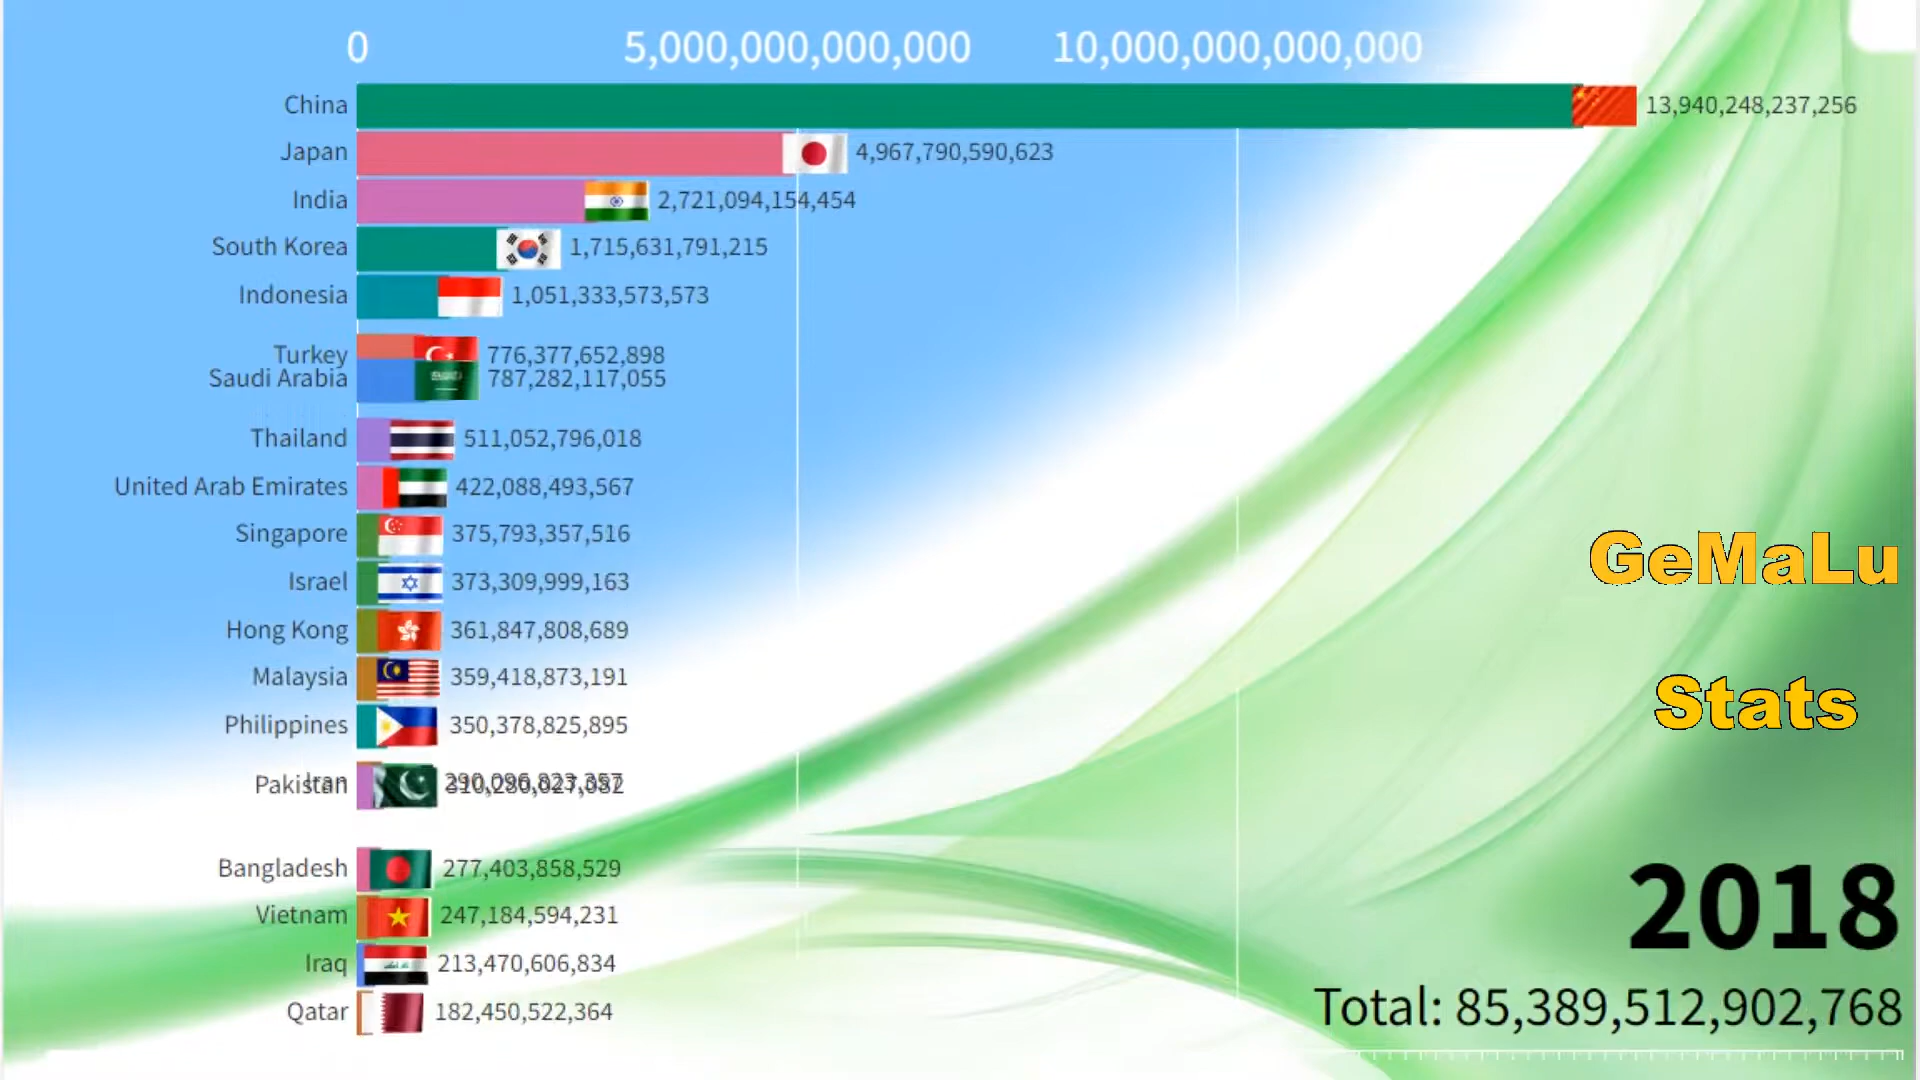 0 5,000,000,000,000 10,000,000,000,000
China 13,940,248,237,256
Japan 4,967,790,590,623
India 2,721,094,154,454
South Korea 1,715,631,791,215
Indonesia 1,051,333,573,573
Turkey 776,377,652,898
Saudi Arabia 787,282,117,055
Thailand 511,052,796,018
United Arab Emirates 422,088,493,567
Singapore 375,793,357,516
Israel 373,309,999,163
Hong Kong 361,847,808,689
Malaysia 359,418,873,191
Philippines 350,378,825,895
Iran
Pakistan
Bangladesh 277,403,858,529
Vietnam 247,184,594,231
Iraq 213,470,606,834
Qatar 182,450,522,364
GeMaLu
Stats
2018
Total: 85,389,512,902,768